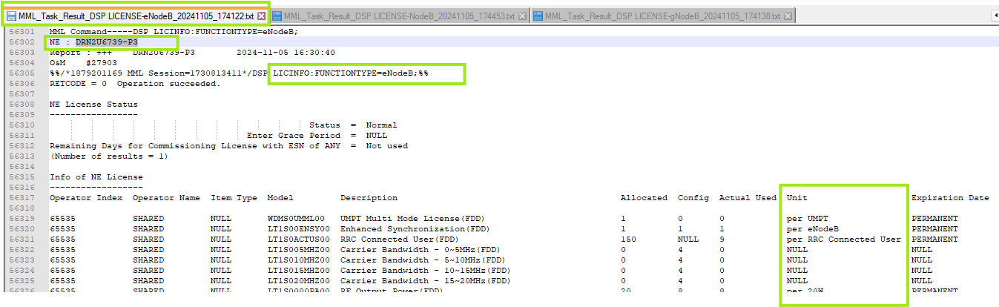 MML_Task_Result_DSP LICENSE-eNodeB_20241105_174122.txt MML_Task_Result_DSP LICENSE-NodeB_20241105_174453.txt MML_Task_Result_DSP LICENSE-gNodeB_20241105_174138.txt
56301 MML Command-----DSP LICINFO:FUNCTIONTYPE=eNodeB;
56302 NE : DRN2U6739-P3
56303 Report : +++ DRN2U6739-P3 2024-11-05 16:30:40
56304 O&M #27903
56305 %%/*1879201169 MML Session=1730813411*/DSP LICINFO:FUNCTIONTYPE=eNodeB;%%
56306 RETCODE = 0 Operation succeeded.
56307
56308 NE License Status
56309 -----------------
56310 Status = Normal
56311 Enter Grace Period = NULL
56312 Remaining Days for Commissioning License with ESN of ANY = Not used
56313 (Number of results = 1)
56314
56315 Info of NE License
56316 ------------------
56317 Operator Index Operator Name Item Type Model Description Allocated Config Actual Used Unit Expiration Date
56318
56319 65535 SHARED NULL WDMS0UMML00 UMPT Multi Mode License(FDD) 1 0 0 per UMPT PERMANENT
56320 65535 SHARED NULL LT1S00ENSY00 Enhanced Synchronization(FDD) 1 1 1 per eNodeB PERMANENT
56321 65535 SHARED NULL LT1S0ACTUS00 RRC Connected User(FDD) 150 NULL 9 per RRC Connected User PERMANENT
56322 65535 SHARED NULL LT1S005MHZ00 Carrier Bandwidth - 0~5MHz(FDD) 0 4 0 NULL NULL
56323 65535 SHARED NULL LT1S010MHZ00 Carrier Bandwidth - 5~10MHz(FDD) 0 4 0 NULL NULL
56324 65535 SHARED NULL LT1S015MHZ00 Carrier Bandwidth - 10~15MHz(FDD) 0 4 0 NULL NULL
56325 65535 SHARED NULL LT1S020MHZ00 Carrier Bandwidth - 15~20MHz(FDD) 0 4 0 NULL NULL
56326 65535 SHARED NULL LT1S0000PA00 RF Output Power(FDD) 20 8 8 per 20W PERMANENT